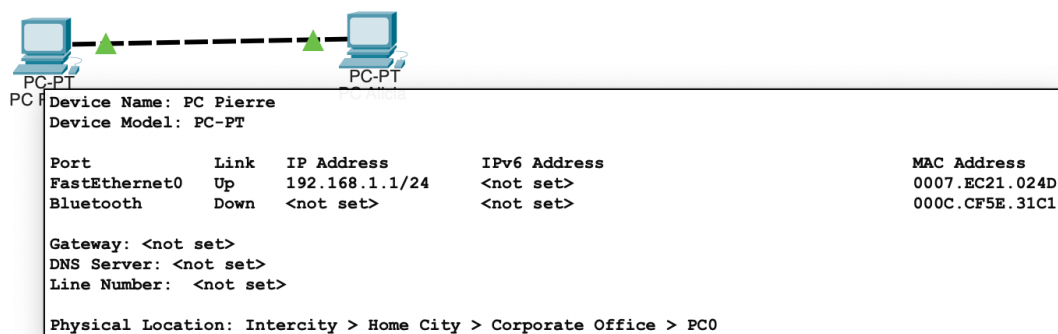 PC-PT
PC-PT
PC
PC Alicia
Device Name: PC Pierre
Device Model: PC-PT
Port Link IP Address IPv6 Address MAC Address
FastEthernet0 Up 192.168.1.1/24 <not set> 0007.EC21.024D
Bluetooth Down <not set> <not set> 000C.CF5E.31C1
Gateway: <not set>
DNS Server: <not set>
Line Number: <not set>
Physical Location: Intercity > Home City > Corporate Office > PC0